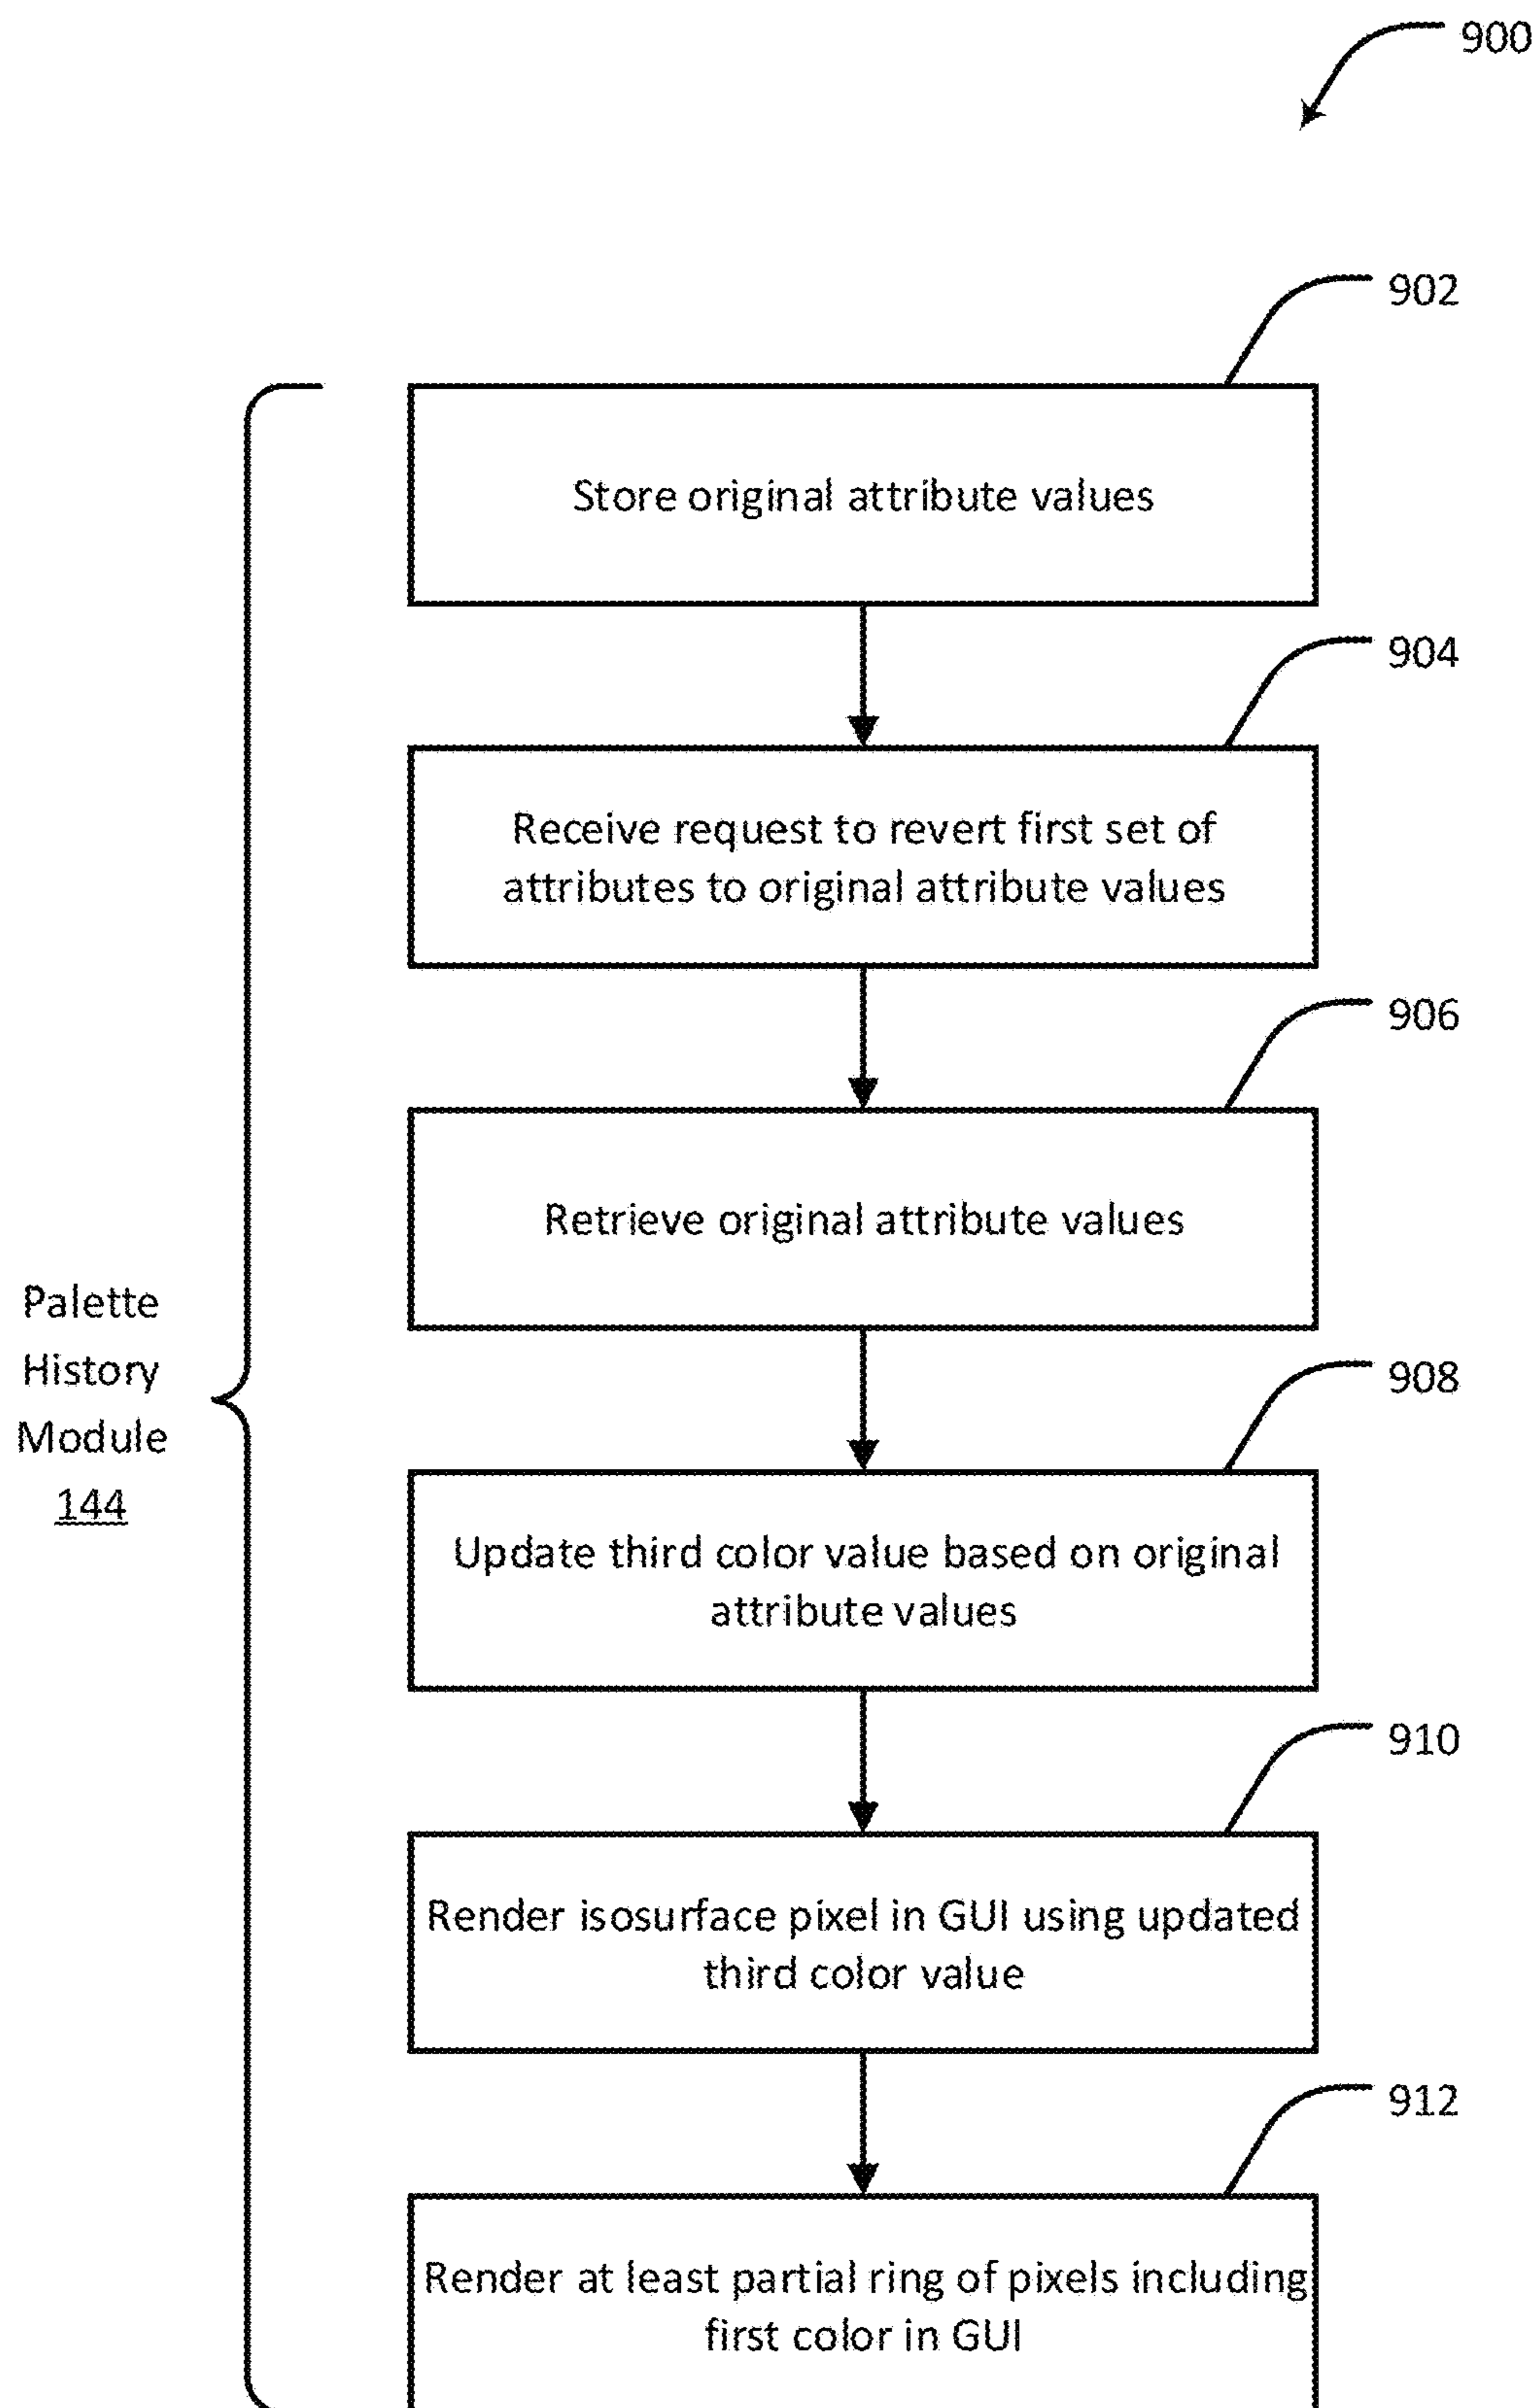 900
902
Store original attribute values
904
Receive request to revert first set of
attributes to original attribute values
906
Retrieve original attribute values
Palette
History
Module
144
908
Update third color value based on original
attribute values
910
Render isosurface pixel in GUI using updated
third color value
912
Render at least partial ring of pixels including
first color in GUI